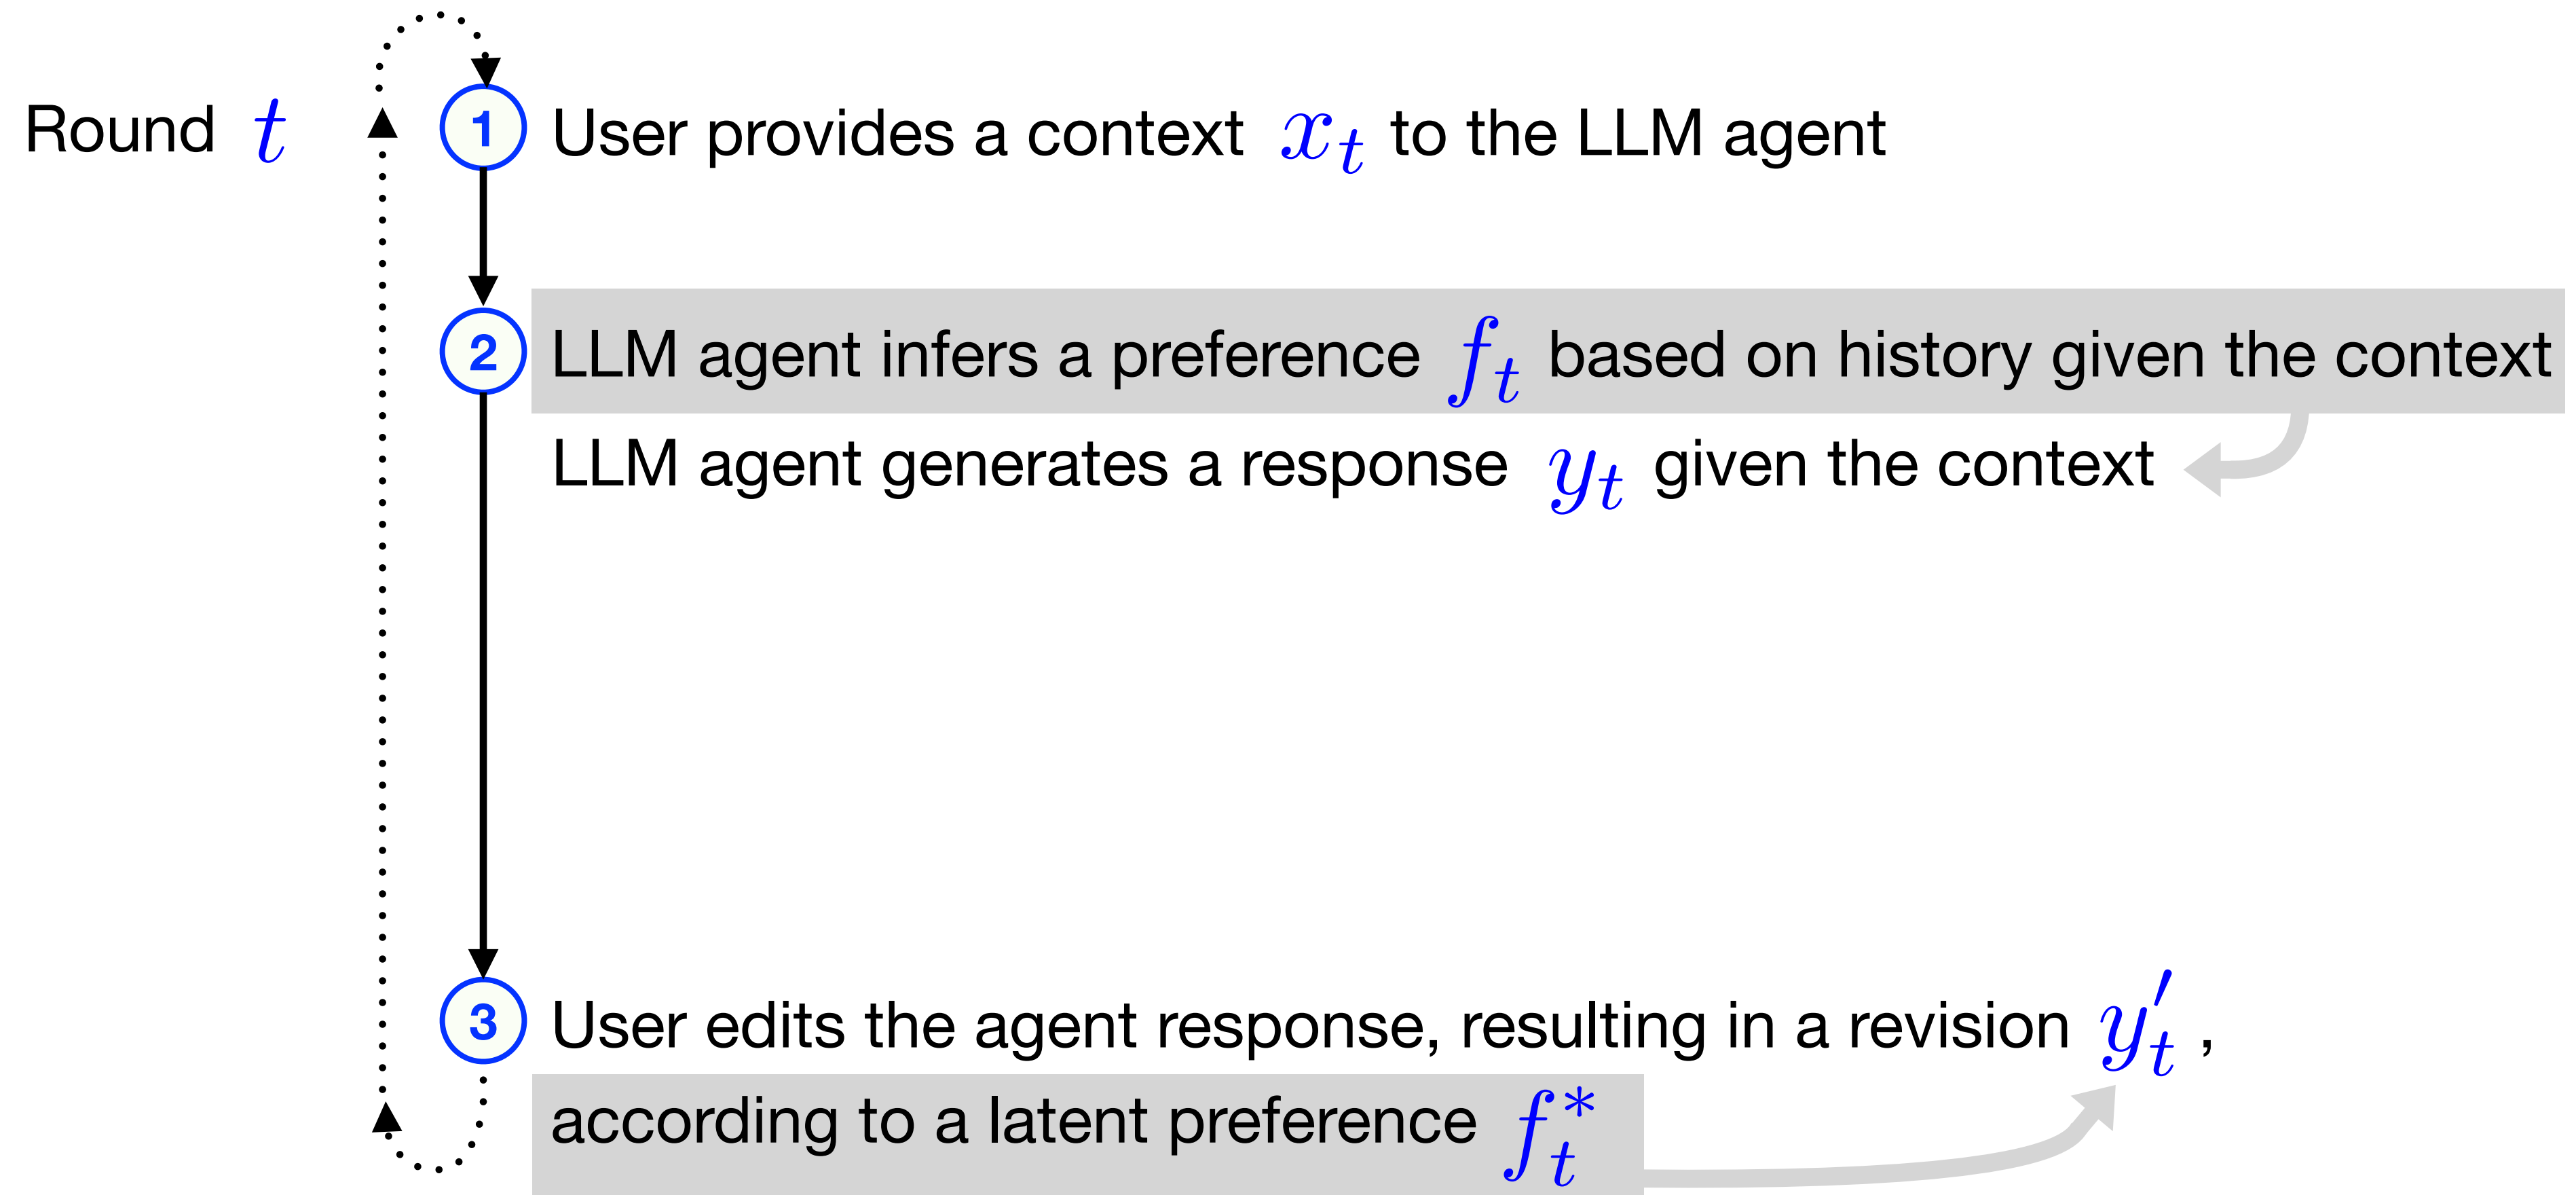 Round t
1 User provides a context x_t to the LLM agent
2 LLM agent infers a preference f_t based on history given the context
LLM agent generates a response y_t given the context
3 User edits the agent response, resulting in a revision y'_t ,
according to a latent preference f^*_t